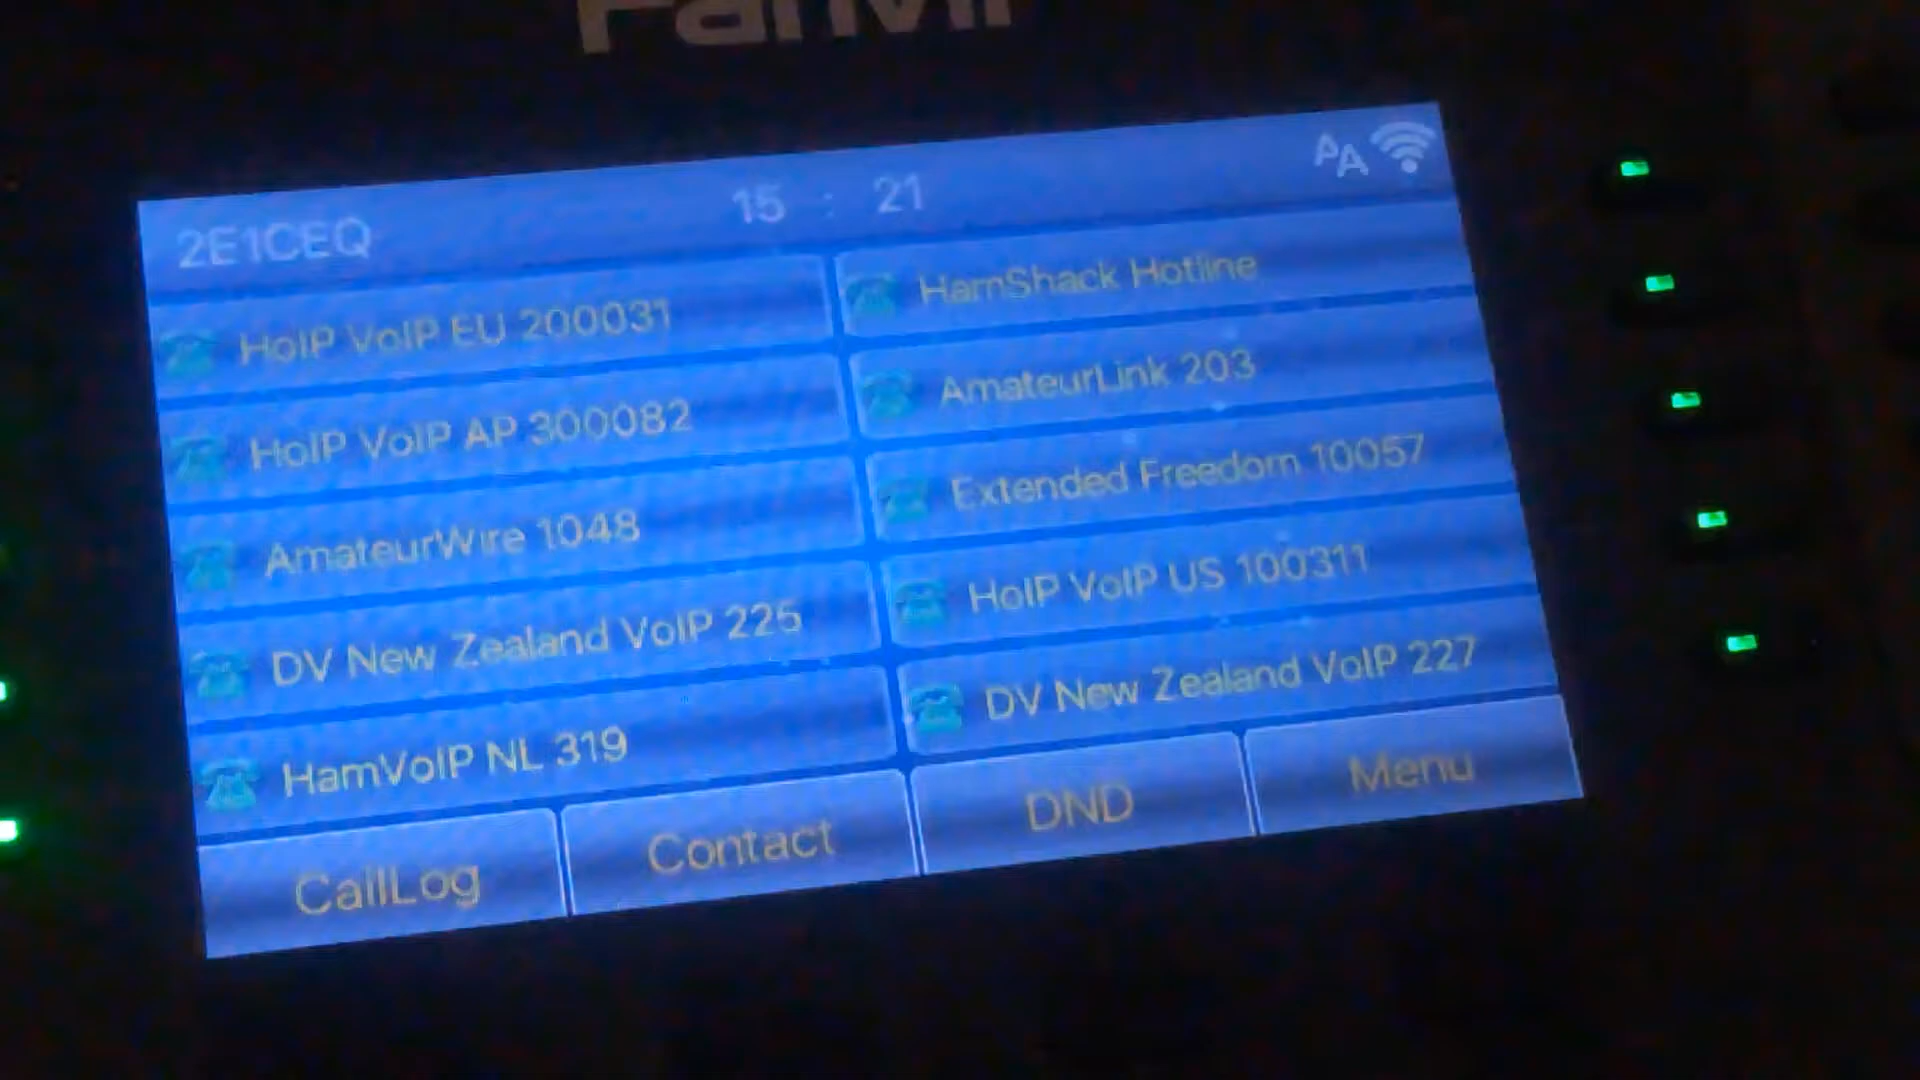 Fanvil
2E1CEQ
15 : 21
AA
HoIP VoIP EU 200031
HoIP VoIP AP 300082
AmateurWire 1048
DV New Zealand VoIP 225
HamVoIP NL 319
HamShack Hotline
AmateurLink 203
Extended Freedom 10057
HoIP VoIP US 100311
DV New Zealand VoIP 227
CallLog
Contact
DND
Menu